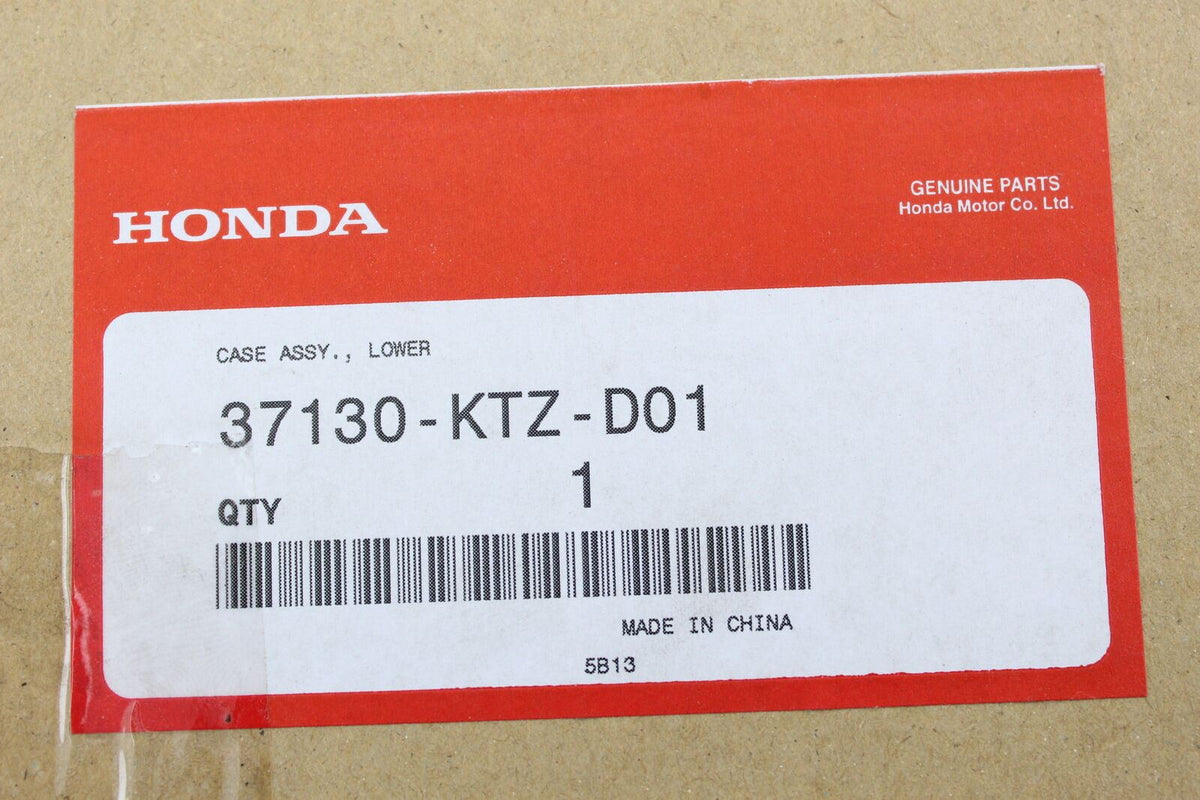 HONDA
GENUINE PARTS
Honda Motor Co. Ltd.
CASE ASSY., LOWER
37130-KTZ-D01
1
QTY
MADE IN CHINA
5B13